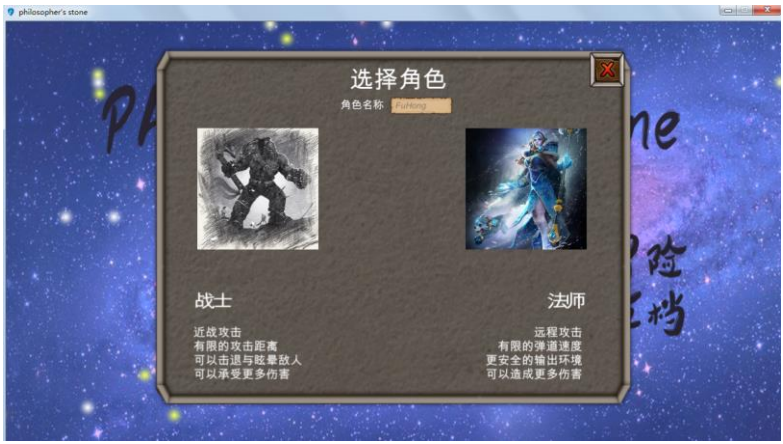 philosopher's stone
选择角色
角色名称 FuHong
战士
近战攻击
有限的攻击距离
可以击退与眩晕敌人
可以承受更多伤害
法师
远程攻击
有限的弹道速度
更安全的输出环境
可以造成更多伤害
ne
险
档